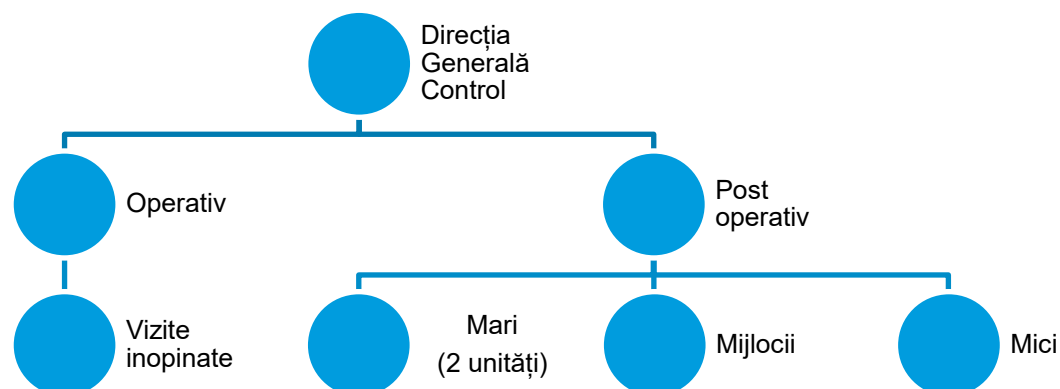 Direcția
Generală
Control
Operativ
Post
operativ
Vizite
inopinate
Mari
(2 unități)
Mijlocii
Mici